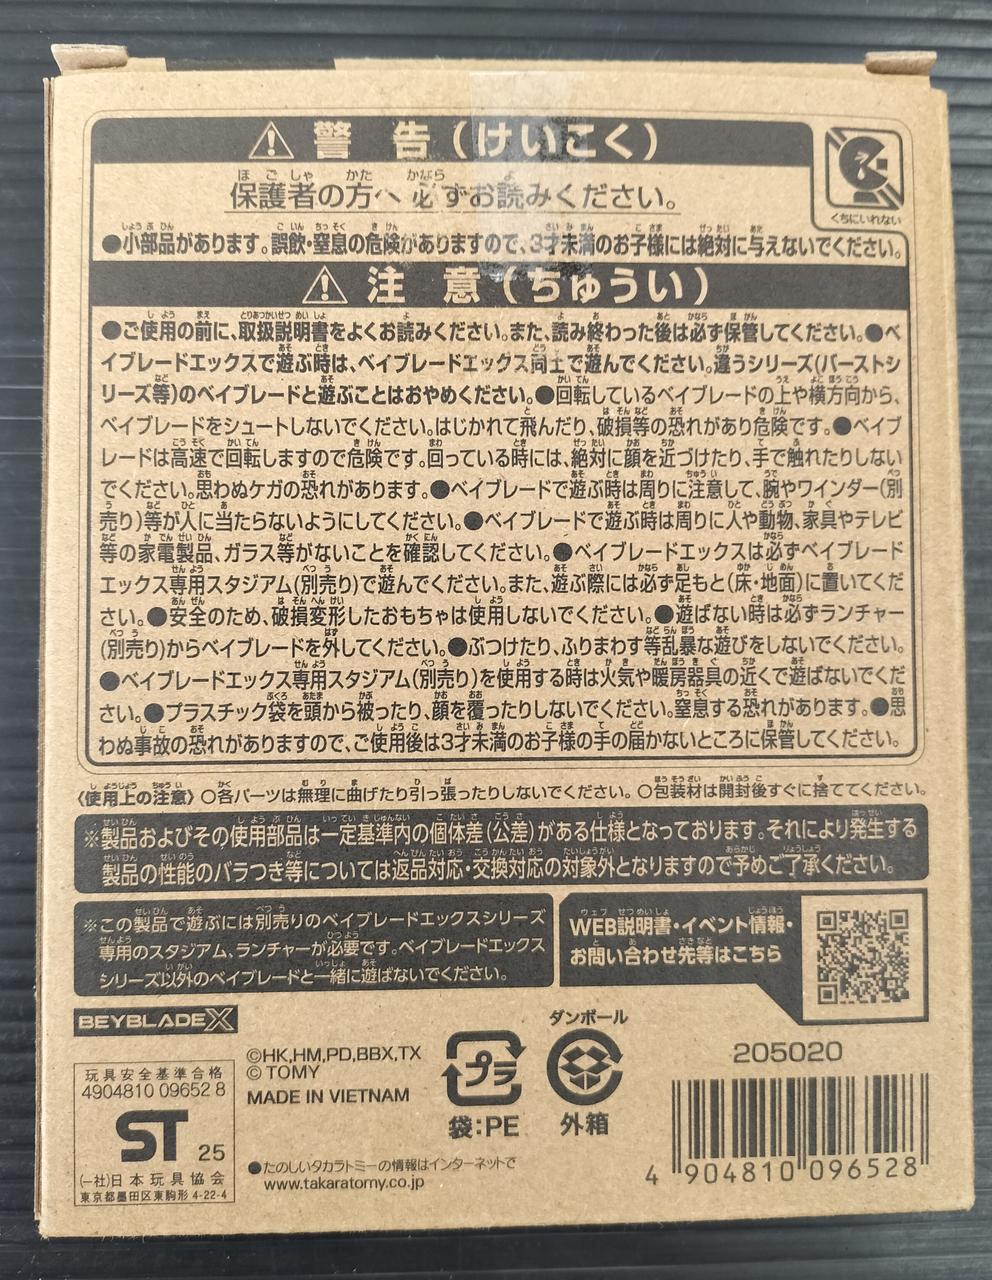 警告(けいこく)
くちにいれない
保護者の方へ 必ずお読みください。
●小部品があります。誤飲・窒息の危険がありますので、3才未満のお子様には絶対に与えないでください。
注意(ちゅうい)
●ご使用の前に、取扱説明書をよくお読みください。また、読み終わった後は必ず保管してください。●ベ
イブレードエックスで遊ぶ時は、ベイブレードエックス同士で遊んでください。違うシリーズ(バーストシ
リーズ等)のベイブレードと遊ぶことはおやめください。●回転しているベイブレードの上や横方向から、
ベイブレードをシュートしないでください。はじかれて飛んだり、破損等の恐れがあり危険です。●ベイブ
レードは高速で回転しますので危険です。回っている時には、絶対に顔を近づけたり、手で触れたりしない
でください。思わぬケガの恐れがあります。●ベイブレードで遊ぶ時は周りに注意して、腕やワインダー(別
売り)等が人に当たらないようにしてください。●ベイブレードで遊ぶ時は周りに人や動物、家具やテレビ
等の家電製品、ガラス等がないことを確認してください。●ベイブレードエックスは必ずベイブレード
エックス専用スタジアム(別売り)で遊んでください。また、遊ぶ際には必ず足もと(床・地面)に置いてくだ
さい。●安全のため、破損変形したおもちゃは使用しないでください。●遊ばない時は必ずランチャー
(別売り)からベイブレードを外してください。●ぶつけたり、ふりまわす等乱暴な遊びをしないでください。
●ベイブレードエックス専用スタジアム(別売り)を使用する時は火気や暖房器具の近くで遊ばないでくだ
さい。●プラスチック袋を頭から被ったり、顔を覆ったりしないでください。窒息する恐れがあります。●思
わぬ事故の恐れがありますので、ご使用後は3才未満のお子様の手の届かないところに保管してください。
〈使用上の注意〉○各パーツは無理に曲げたり引っ張ったりしないでください。○包装材は開封後すぐに捨ててください。
※製品およびその使用部品は一定基準内の個体差(公差)がある仕様となっております。それにより発生する
製品の性能のバラつき等については返品対応・交換対応の対象外となりますので予めご了承ください。
※この製品で遊ぶには別売りのベイブレードエックスシリーズ
専用のスタジアム、ランチャーが必要です。ベイブレードエックス
シリーズ以外のベイブレードと一緒に遊ばないでください。
WEB説明書・イベント情報・
お問い合わせ先等はこちら
BEYBLADE X
玩具安全基準合格
4904810 09652 8
ST 25
(一社)日本玩具協会
東京都墨田区東駒形 4-22-4
©HK,HM,PD,BBX,TX
© TOMY
MADE IN VIETNAM
●たのしいタカラトミーの情報はインターネットで
www.takaratomy.co.jp
プラ
袋:PE
ダンボール
外箱
205020
4 904810 096528